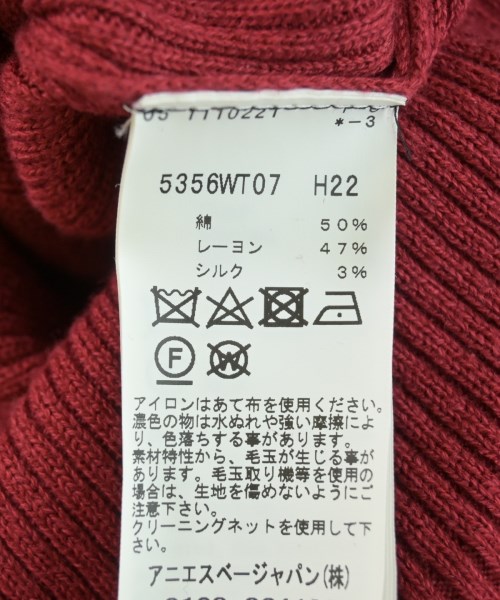 05 1110221
*-3
5356WT07 H22
綿 50%
レーヨン 47%
シルク 3%
F
W
アイロンはあて布を使用ください。
濃色の物は水ぬれや強い摩擦によ
り、色落ちする事があります。
素材特性から、毛玉が生じる事が
あります。毛玉取り機等を使用の
場合は、生地を傷めないようにご
注意下さい。
クリーニングネットを使用して下
さい。
アニエスベージャパン(株)